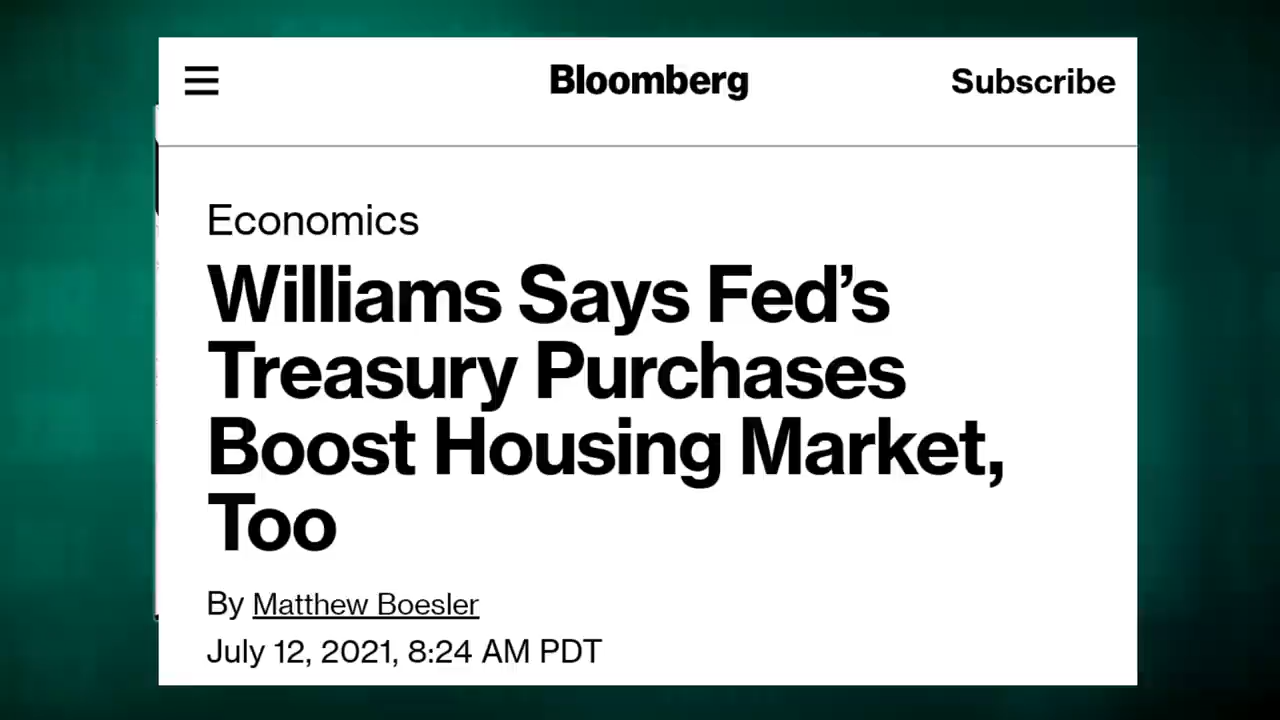 Bloomberg
Subscribe
Economics
Williams Says Fed’s
Treasury Purchases
Boost Housing Market,
Too
By Matthew Boesler
July 12, 2021, 8:24 AM PDT